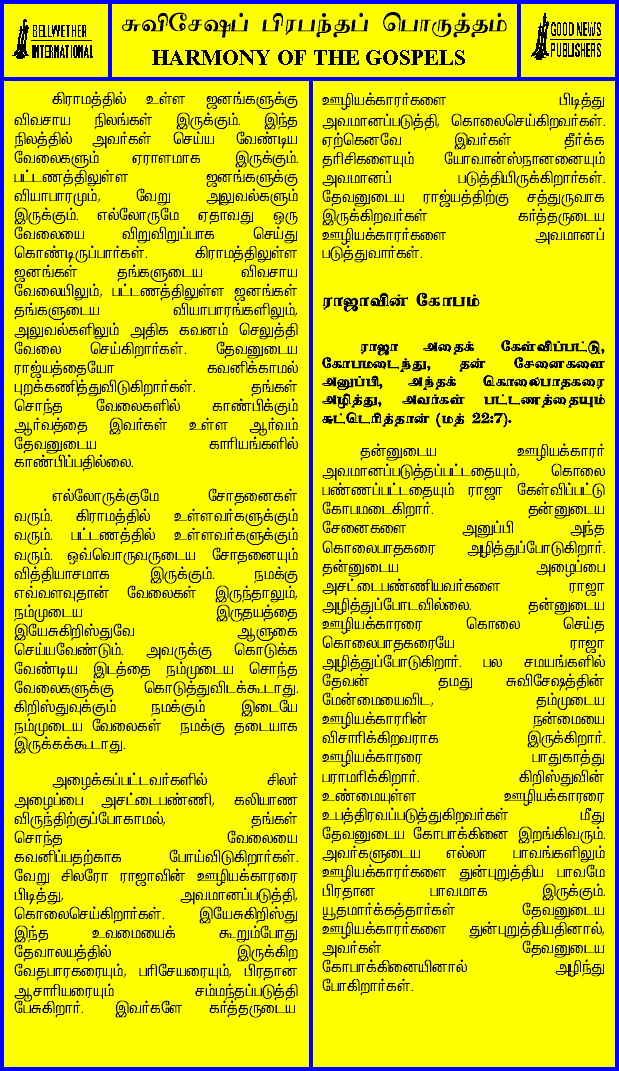 BELLWETHER
INTERNATIONAL
சுவிசேஷப் பிரபந்தப் பொருத்தம்
HARMONY OF THE GOSPELS
GOOD NEWS
PUBLISHERS
கிராமத்தில் உள்ள ஜனங்களுக்கு
விவசாய நிலங்கள் இருக்கும். இந்த
நிலத்தில் அவர்கள் செய்ய வேண்டிய
வேலைகளும் ஏராளமாக இருக்கும்.
பட்டணத்திலுள்ள ஜனங்களுக்கு
வியாபாரமும், வேறு அலுவல்களும்
இருக்கும். எல்லோருமே ஏதாவது ஒரு
வேலையை விறுவிறுப்பாக செய்து
கொண்டிருப்பார்கள். கிராமத்திலுள்ள
ஜனங்கள் தங்களுடைய விவசாய
வேலையிலும், பட்டணத்திலுள்ள ஜனங்கள்
தங்களுடைய வியாபாரங்களிலும்,
அலுவல்களிலும் அதிக கவனம் செலுத்தி
வேலை செய்கிறார்கள். தேவனுடைய
ராஜ்யத்தையோ கவனிக்காமல்
புறக்கணித்துவிடுகிறார்கள். தங்கள்
சொந்த வேலைகளில் காண்பிக்கும்
ஆர்வத்தை இவர்கள் உள்ள ஆர்வம்
தேவனுடைய காரியங்களில்
காண்பிப்பதில்லை.
எல்லோருக்குமே சோதனைகள்
வரும். கிராமத்தில் உள்ளவர்களுக்கும்
வரும். பட்டணத்தில் உள்ளவர்களுக்கும்
வரும். ஒவ்வொருவருடைய சோதனையும்
வித்தியாசமாக இருக்கும். நமக்கு
எவ்வளவுதான் வேலைகள் இருந்தாலும்,
நம்முடைய இருதயத்தை
இயேசுகிறிஸ்துவே ஆளுகை
செய்யவேண்டும். அவருக்கு கொடுக்க
வேண்டிய இடத்தை நம்முடைய சொந்த
வேலைகளுக்கு கொடுத்துவிடக்கூடாது.
கிறிஸ்துவுக்கும் நமக்கும் இடையே
நம்முடைய வேலைகள் நமக்கு தடையாக
இருக்கக்கூடாது.
அழைக்கப்பட்டவர்களில் சிலர்
அழைப்பை அசட்டைபண்ணி, கலியாண
விருந்திற்குப்போகாமல், தங்கள்
சொந்த வேலையை
கவனிப்பதற்காக போய்விடுகிறார்கள்.
வேறு சிலரோ ராஜாவின் ஊழியக்காரரை
பிடித்து, அவமானப்படுத்தி,
கொலைசெய்கிறார்கள். இயேசுகிறிஸ்து
இந்த உவமையைக் கூறும்போது
தேவாலயத்தில் இருக்கிற
வேதபாரகரையும், பரிசேயரையும், பிரதான
ஆசாரியரையும் சம்மந்தப்படுத்தி
பேசுகிறார். இவர்களே கர்த்தருடைய
ஊழியக்காரர்களை பிடித்து
அவமானப்படுத்தி, கொலைசெய்கிறவர்கள்.
ஏற்கெனவே இவர்கள் தீர்க்க
தரிசிகளையும் யோவான்ஸ்நானனையும்
அவமானப் படுத்தியிருக்கிறார்கள்.
தேவனுடைய ராஜ்யத்திற்கு சத்துருவாக
இருக்கிறவர்கள் கர்த்தருடைய
ஊழியக்காரர்களை அவமானப்
படுத்துவார்கள்.
ராஜாவின் கோபம்
ராஜா அதைக் கேள்விப்பட்டு,
கோபமடைந்து, தன் சேனைகளை
அனுப்பி, அந்தக் கொலைபாதகரை
அழித்து, அவர்கள் பட்டணத்தையும்
சுட்டெரித்தான் (மத் 22:7).
தன்னுடைய ஊழியக்காரர்
அவமானப்படுத்தப்பட்டதையும், கொலை
பண்ணப்பட்டதையும் ராஜா கேள்விப்பட்டு
கோபமடைகிறார். தன்னுடைய
சேனைகளை அனுப்பி அந்த
கொலைபாதகரை அழித்துப்போடுகிறார்.
தன்னுடைய அழைப்பை
அசட்டைபண்ணியவர்களை ராஜா
அழித்துப்போடவில்லை. தன்னுடைய
ஊழியக்காரரை கொலை செய்த
கொலைபாதகரையே ராஜா
அழித்துப்போடுகிறார். பல சமயங்களில்
தேவன் தமது சுவிசேஷத்தின்
மேன்மையைவிட, தம்முடைய
ஊழியக்காரரின் நன்மையை
விசாரிக்கிறவராக இருக்கிறார்.
ஊழியக்காரரை பாதுகாத்து
பராமரிக்கிறார். கிறிஸ்துவின்
உண்மையுள்ள ஊழியக்காரரை
உபத்திரவப்படுத்துகிறவர்கள் மீது
தேவனுடைய கோபாக்கினை இறங்கிவரும்.
அவர்களுடைய எல்லா பாவங்களிலும்
ஊழியக்காரர்களை துன்புறுத்திய பாவமே
பிரதான பாவமாக இருக்கும்.
யூதமார்க்கத்தார்கள் தேவனுடைய
ஊழியக்காரர்களை துன்புறுத்தியதினால்,
அவர்கள் தேவனுடைய
கோபாக்கினையினால் அழிந்து
போகிறார்கள்.